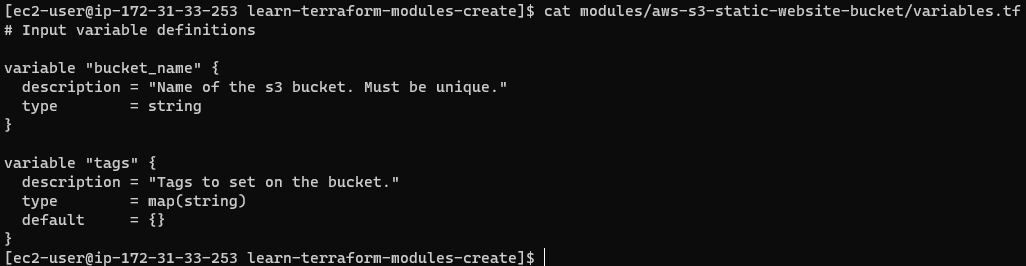 [ec2-user@ip-172-31-33-253 learn-terraform-modules-create]$ cat modules/aws-s3-static-website-bucket/variables.tf
# Input variable definitions

variable "bucket_name" {
  description = "Name of the s3 bucket. Must be unique."
  type        = string
}

variable "tags" {
  description = "Tags to set on the bucket."
  type        = map(string)
  default     = {}
}
[ec2-user@ip-172-31-33-253 learn-terraform-modules-create]$